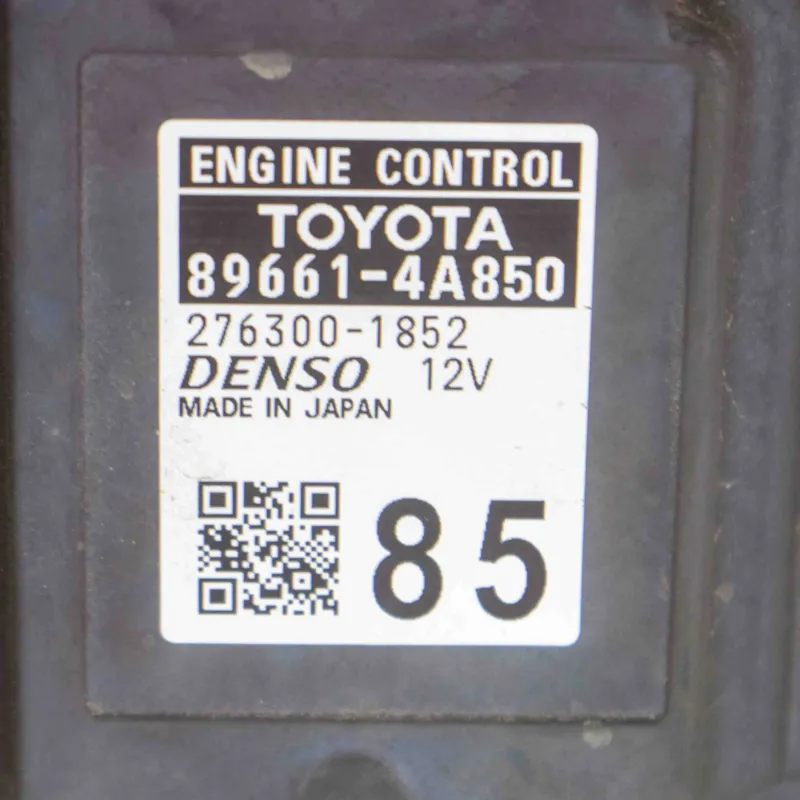 ENGINE CONTROL
TOYOTA
89661-4A850
276300-1852
DENSO 12V
MADE IN JAPAN
85